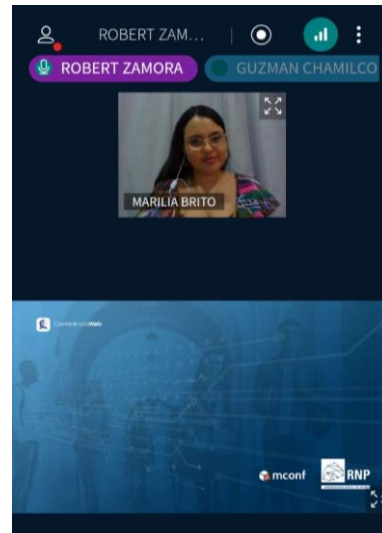 ROBERT ZAM...
ROBERT ZAMORA
GUZMAN CHAMILCO
MARILIA BRITO
ConferênciaWeb
mconf
RNP